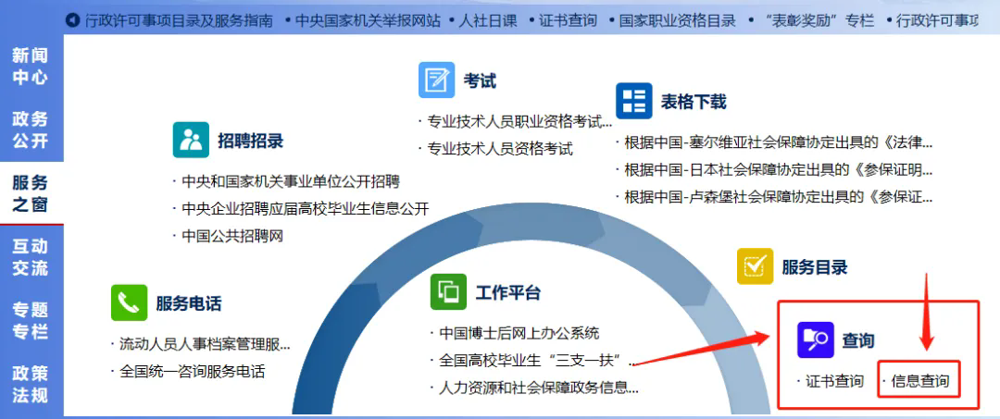 行政许可事项目录及服务指南 •中央国家机关举报网站 •人社日课 •证书查询 •国家职业资格目录 •“表彰奖励”专栏 •行政许可事项
新闻
中心
政务
公开
服务
之窗
互动
交流
专题
专栏
政策
法规
考试
·专业技术人员职业资格考试...
·专业技术人员资格考试
表格下载
·根据中国-塞尔维亚社会保障协定出具的《法律...
·根据中国-日本社会保障协定出具的《参保证明...
·根据中国-卢森堡社会保障协定出具的《参保证...
招聘招录
·中央和国家机关事业单位公开招聘
·中央企业招聘应届高校毕业生信息公开
·中国公共招聘网
服务电话
·流动人员人事档案管理服...
·全国统一咨询服务电话
工作平台
·中国博士后网上办公系统
·全国高校毕业生“三支一扶”...
·人力资源和社会保障政务信息...
服务目录
查询
·证书查询 ·信息查询